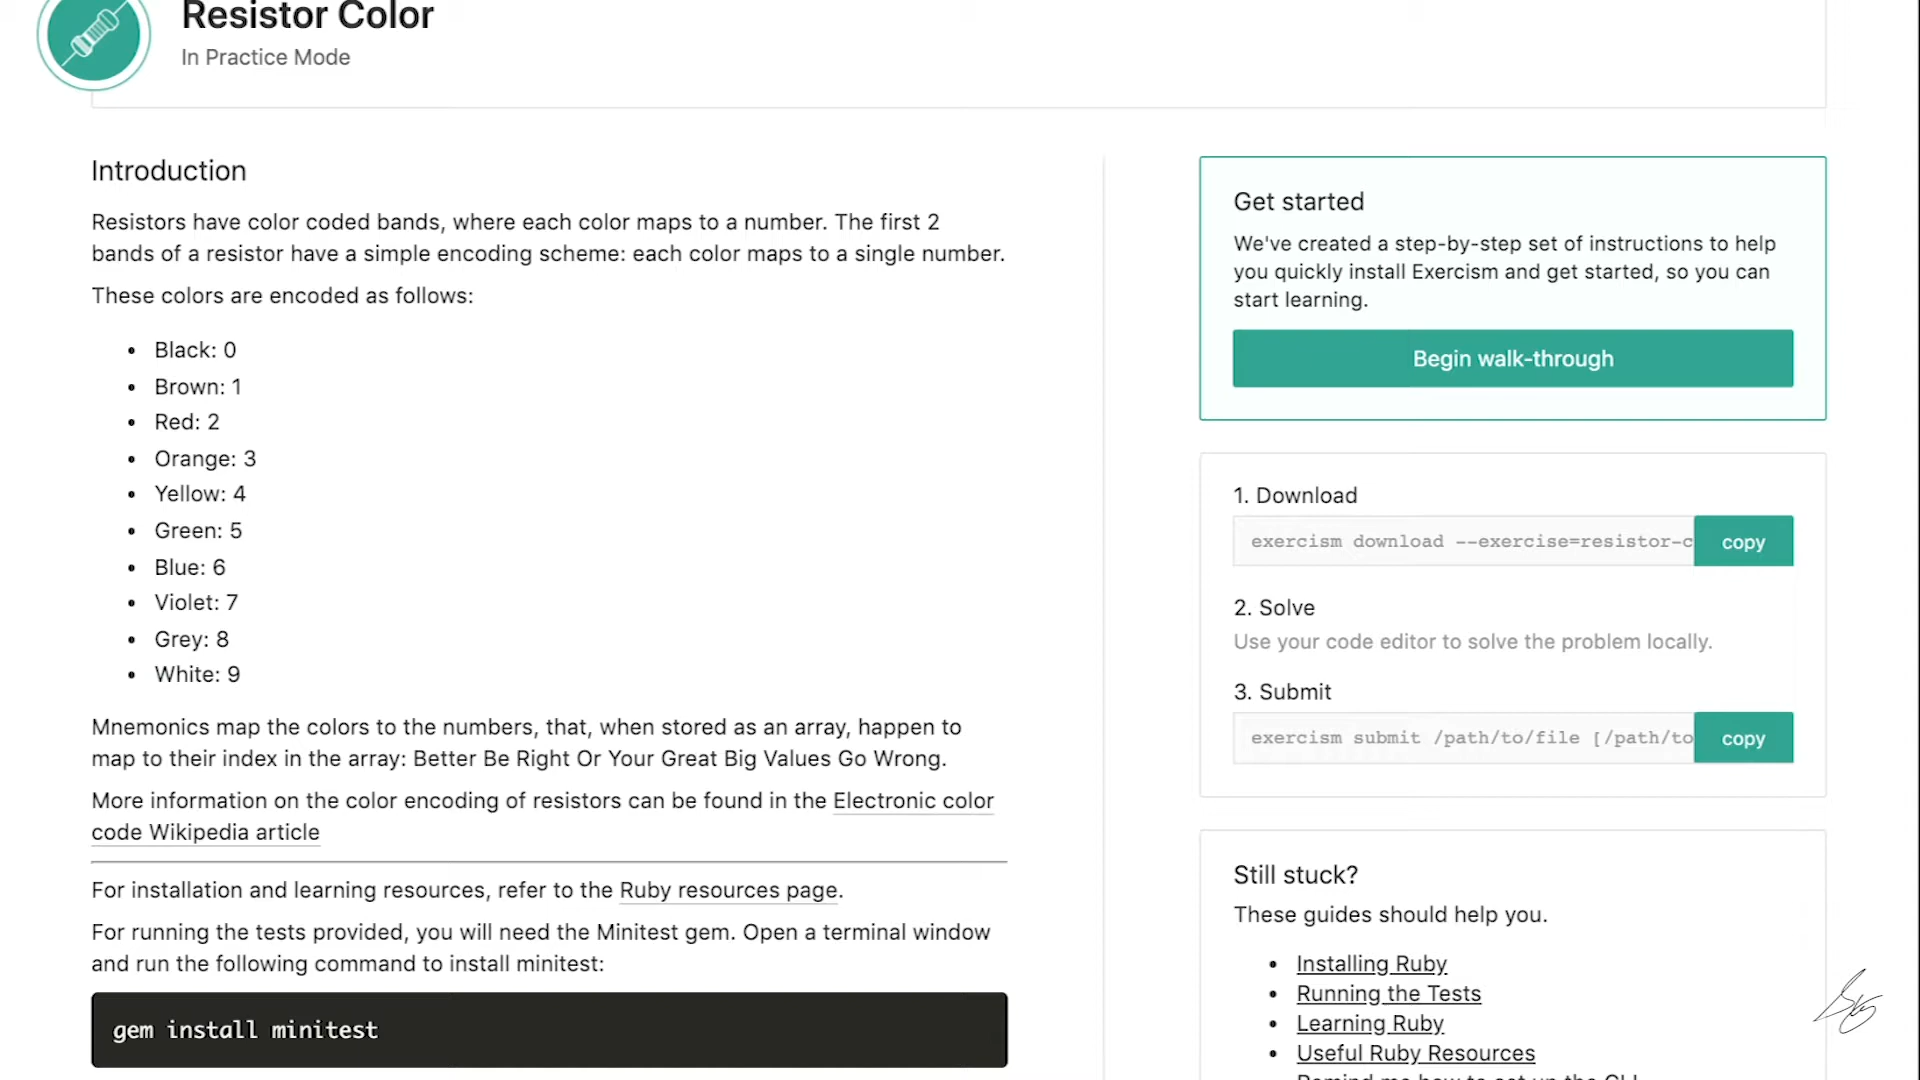 Resistor Color
In Practice Mode
Introduction
Resistors have color coded bands, where each color maps to a number. The first 2
bands of a resistor have a simple encoding scheme: each color maps to a single number.
These colors are encoded as follows:
Black: 0
Brown: 1
Red: 2
Orange: 3
Yellow: 4
Green: 5
Blue: 6
Violet: 7
Grey: 8
White: 9
Mnemonics map the colors to the numbers, that, when stored as an array, happen to
map to their index in the array: Better Be Right Or Your Great Big Values Go Wrong.
More information on the color encoding of resistors can be found in the Electronic color
code Wikipedia article
For installation and learning resources, refer to the Ruby resources page.
For running the tests provided, you will need the Minitest gem. Open a terminal window
and run the following command to install minitest:
gem install minitest
Get started
We've created a step-by-step set of instructions to help
you quickly install Exercism and get started, so you can
start learning.
Begin walk-through
1. Download
exercism download --exercise=resistor-c copy
2. Solve
Use your code editor to solve the problem locally.
3. Submit
exercism submit /path/to/file [/path/to copy
Still stuck?
These guides should help you.
Installing Ruby
Running the Tests
Learning Ruby
Useful Ruby Resources